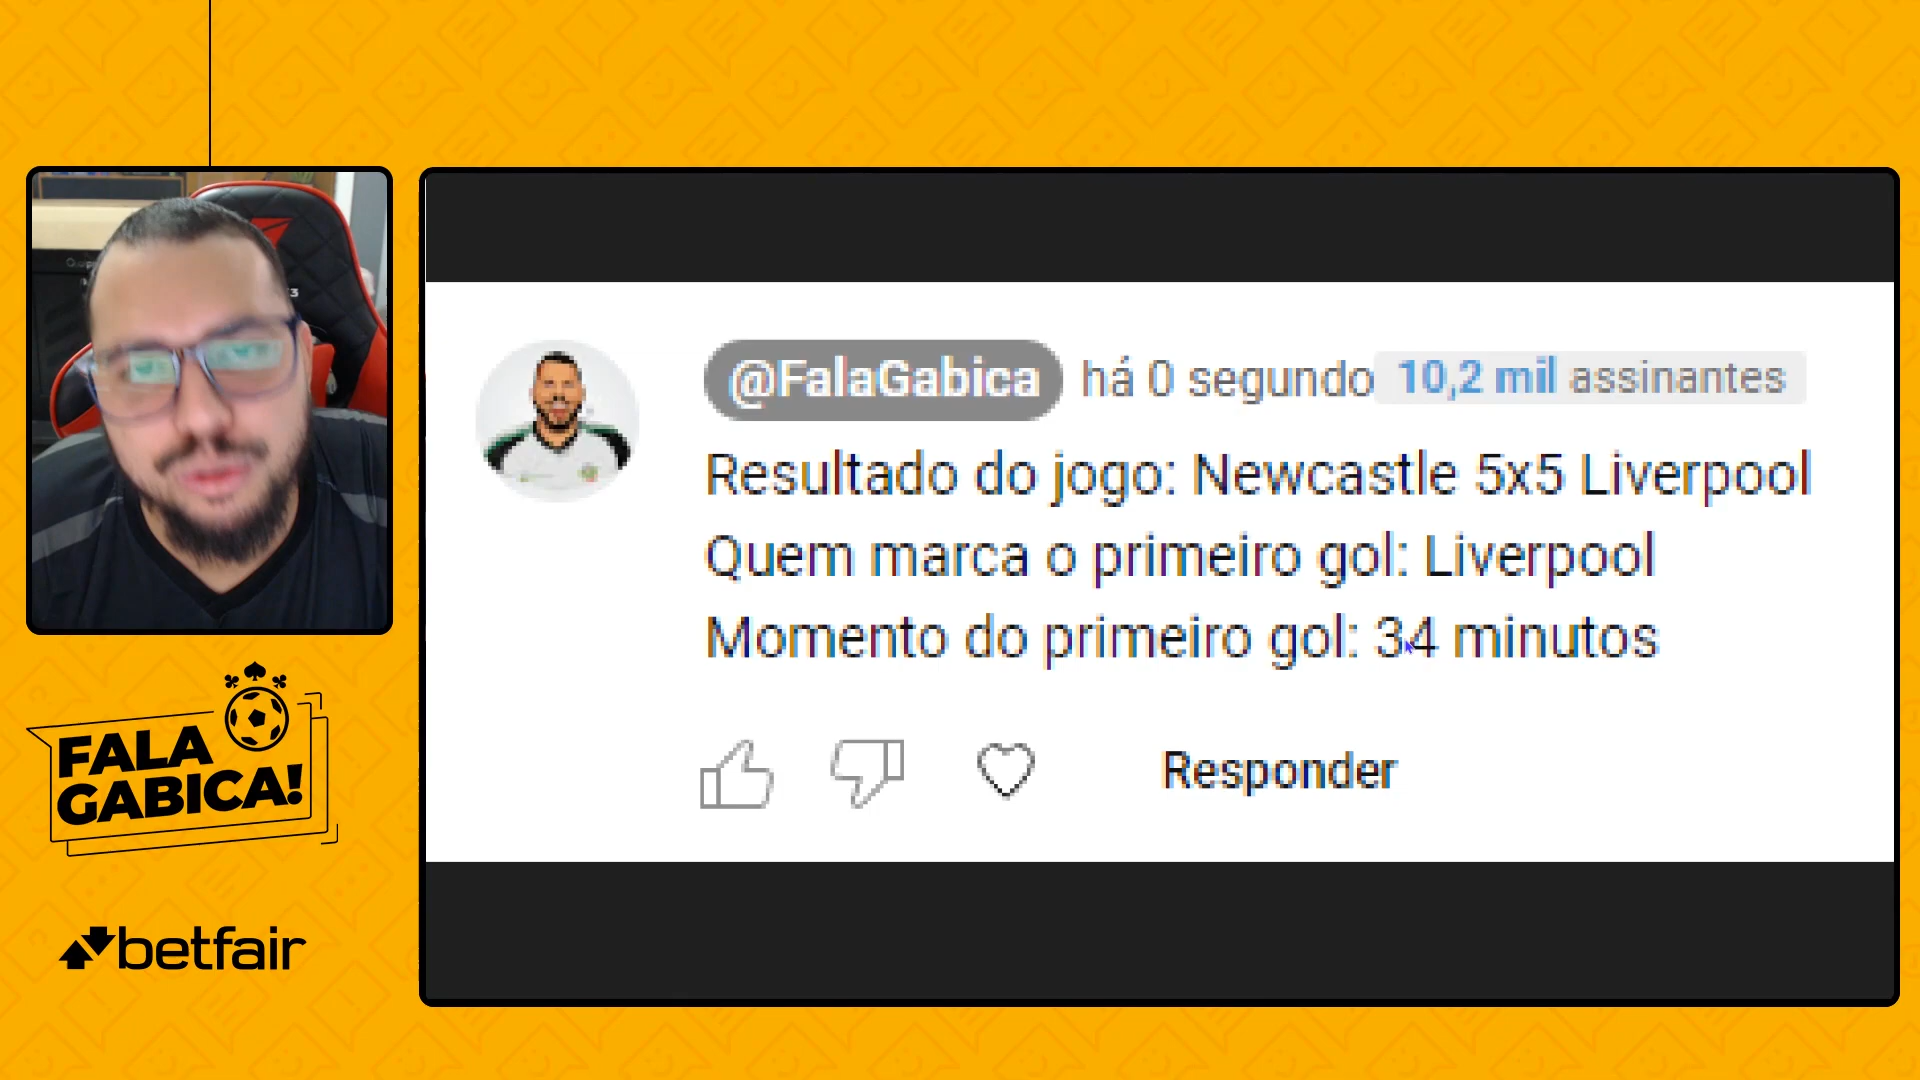 @FalaGabica há 0 segundo 10,2 mil assinantes
Resultado do jogo: Newcastle 5x5 Liverpool
Quem marca o primeiro gol: Liverpool
Momento do primeiro gol: 34 minutos
Responder
FALA
GABICA!
betfair